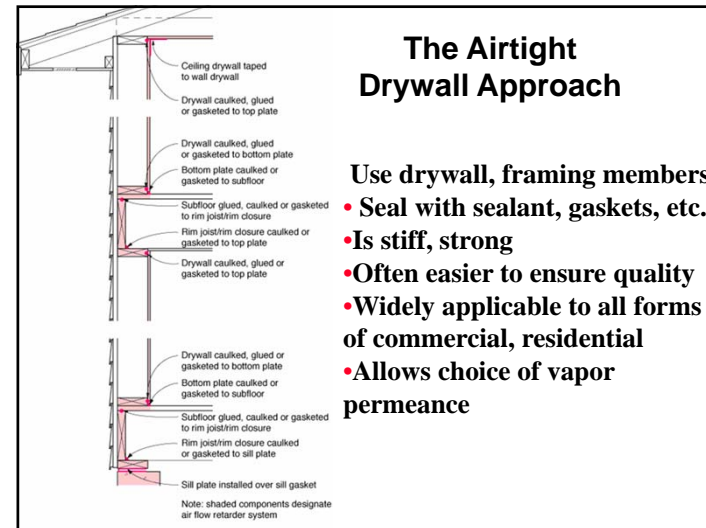 Ceiling drywall taped
to wall drywall
Drywall caulked, glued
or gasketed to top plate
Drywall caulked, glued
or gasketed to bottom plate
Bottom plate caulked or
gasketed to subfloor
Subfloor glued, caulked or gasketed
to rim joist/rim closure
Rim joist/rim closure caulked or
gasketed to top plate
Drywall caulked, glued or
gasketed to top plate
Drywall caulked, glued or
gasketed to bottom plate
Bottom plate caulked or
gasketed to subfloor
Subfloor glued, caulked or gasketed
to rim joist/rim closure
Rim joist/rim closure caulked
or gasketed to sill plate
Sill plate installed over sill gasket
Note: shaded components designate
air flow retarder system
The Airtight
Drywall Approach
Use drywall, framing members
• Seal with sealant, gaskets, etc.
•Is stiff, strong
•Often easier to ensure quality
•Widely applicable to all forms
of commercial, residential
•Allows choice of vapor
permeance